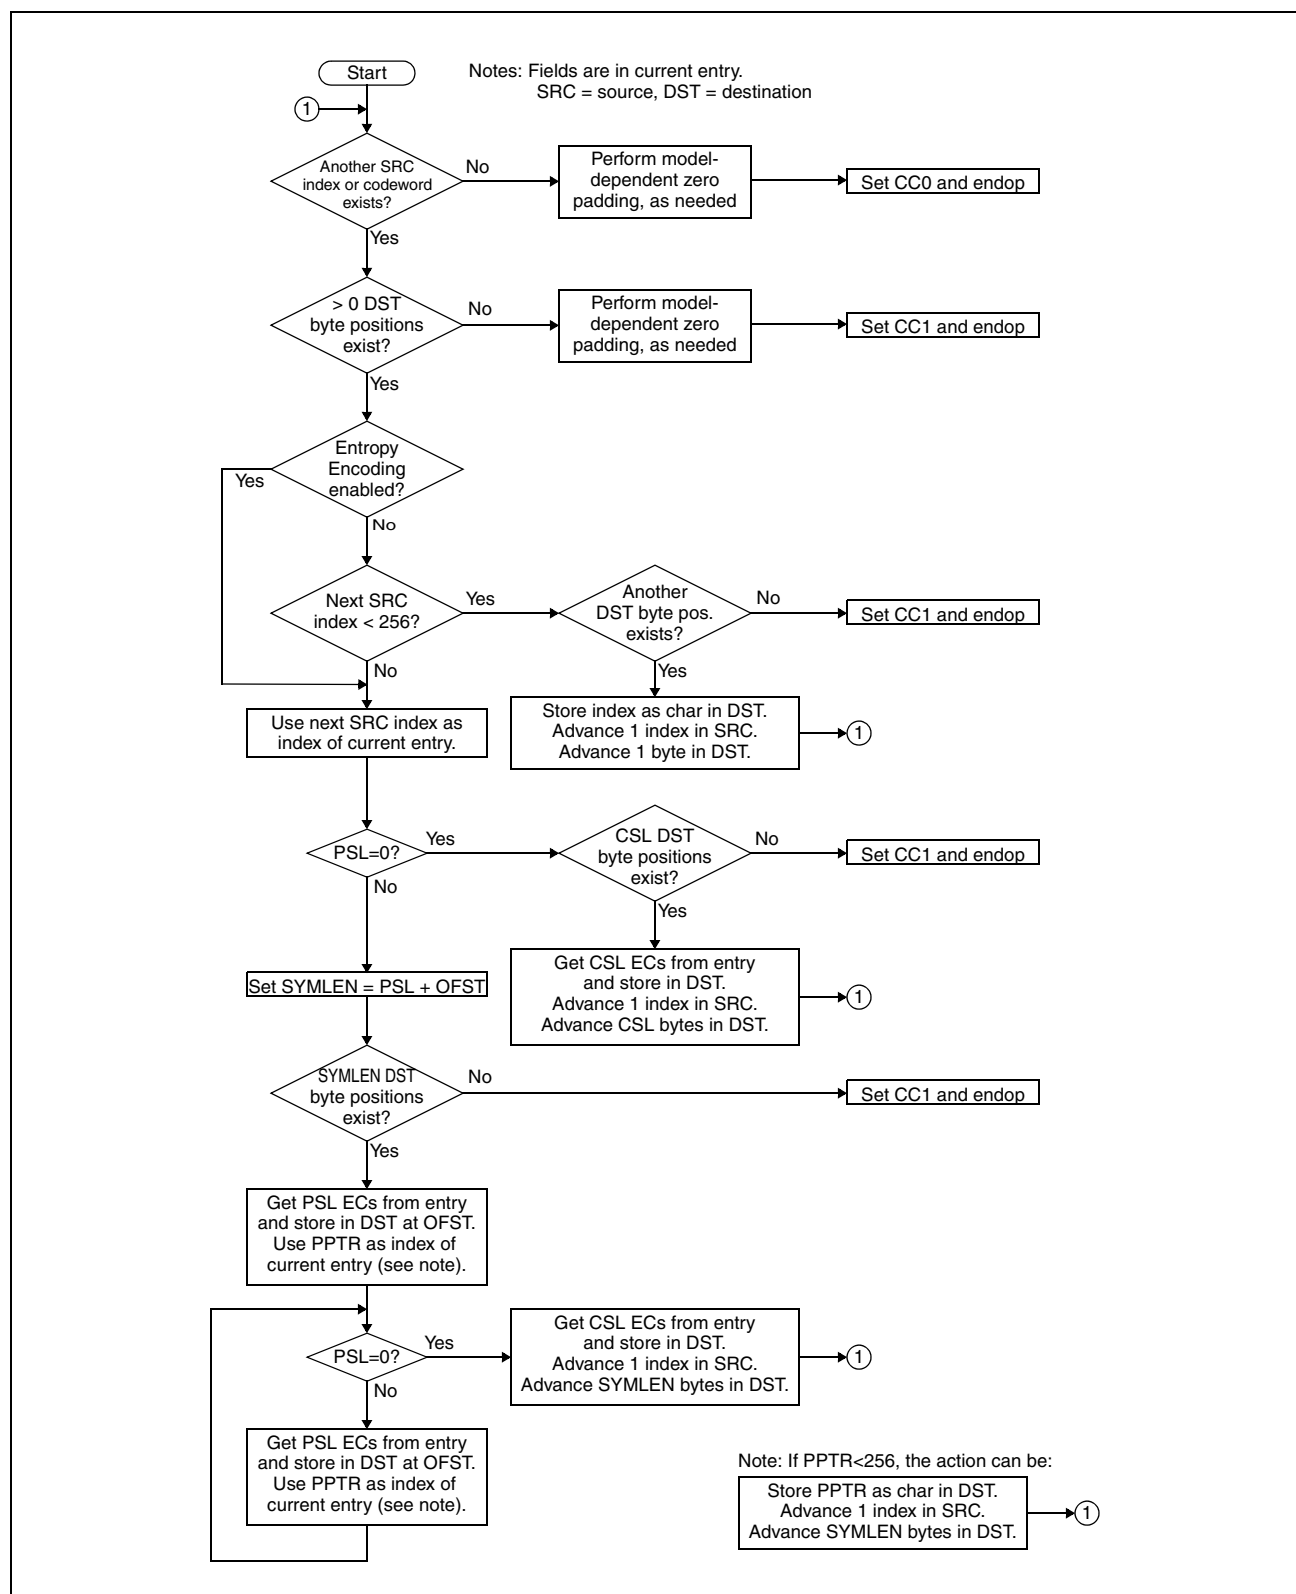 Start
Notes: Fields are in current entry.
SRC = source, DST = destination
1
Another SRC
index or codeword
exists?
No
Perform model-
dependent zero
padding, as needed
Set CC0 and endop
Yes
> 0 DST
byte positions
exist?
No
Perform model-
dependent zero
padding, as needed
Set CC1 and endop
Yes
Entropy
Encoding
enabled?
Yes
No
Next SRC
index < 256?
Yes
Another
DST byte pos.
exists?
No
Set CC1 and endop
No
Yes
Use next SRC index as
index of current entry.
Store index as char in DST.
Advance 1 index in SRC.
Advance 1 byte in DST.
1
PSL=0?
Yes
CSL DST
byte positions
exist?
No
Set CC1 and endop
No
Yes
Get CSL ECs from entry
and store in DST.
Advance 1 index in SRC.
Advance CSL bytes in DST.
1
Set SYMLEN = PSL + OFST
SYMLEN DST
byte positions
exist?
No
Set CC1 and endop
Yes
Get PSL ECs from entry
and store in DST at OFST.
Use PPTR as index of
current entry (see note).
PSL=0?
Yes
Get CSL ECs from entry
and store in DST.
Advance 1 index in SRC.
Advance SYMLEN bytes in DST.
1
No
Get PSL ECs from entry
and store in DST at OFST.
Use PPTR as index of
current entry (see note).
Note: If PPTR<256, the action can be:
Store PPTR as char in DST.
Advance 1 index in SRC.
Advance SYMLEN bytes in DST.
1